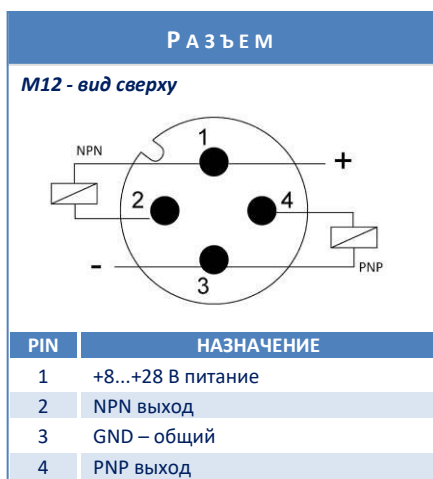 РАЗЪЕМ
M12 - вид сверху
1
NPN
+
2
4
-
3
PNP
PIN НАЗНАЧЕНИЕ
1 +8...+28 В питание
2 NPN выход
3 GND – общий
4 PNP выход